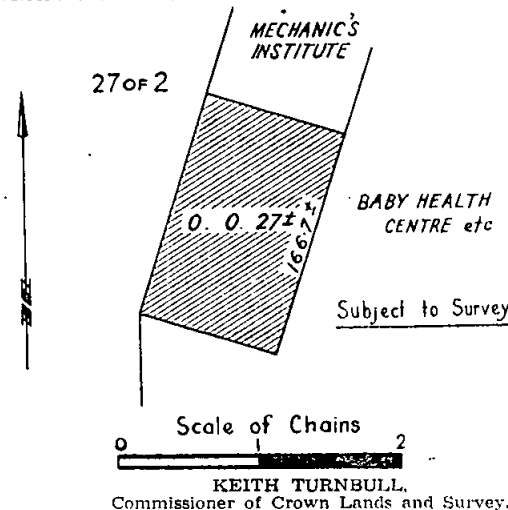 MECHANIC'S
INSTITUTE
27 OF 2
0. 0. 27±
166.7±
BABY HEALTH
CENTRE etc
Subject to Survey
Scale of Chains
0 1 2
KEITH TURNBULL,
Commissioner of Crown Lands and Survey.